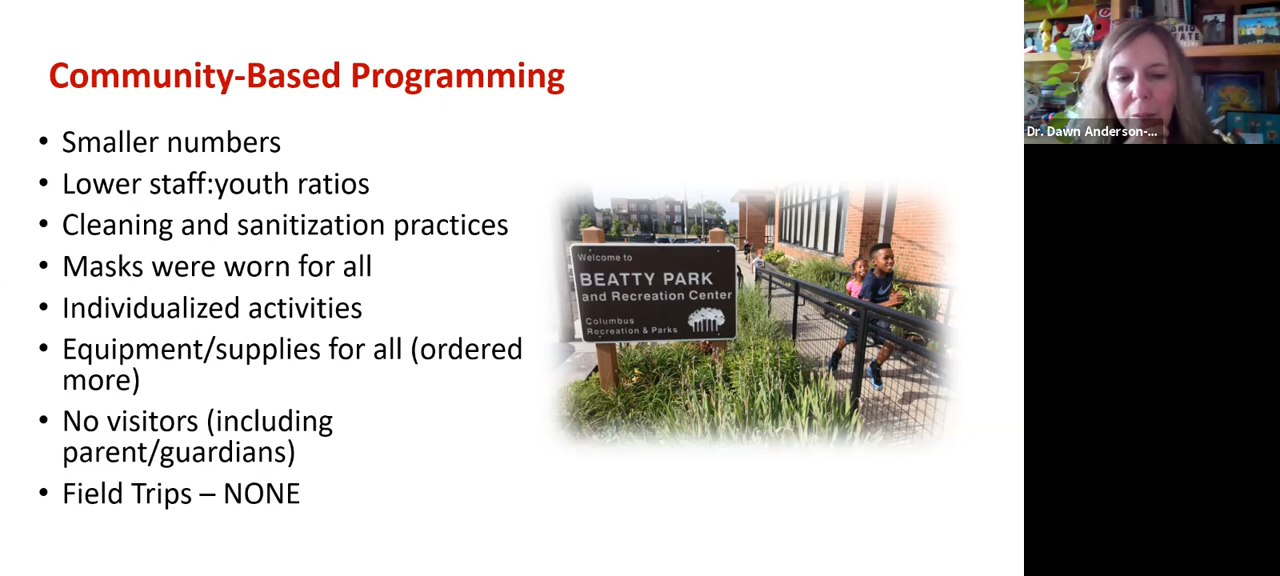 Community-Based Programming
• Smaller numbers
• Lower staff:youth ratios
• Cleaning and sanitization practices
• Masks were worn for all
• Individualized activities
• Equipment/supplies for all (ordered
more)
• No visitors (including
parent/guardians)
• Field Trips – NONE
Welcome to
BEATTY PARK
and Recreation Center
Columbus
Recreation & Parks
OHIO
STATE
Dr. Dawn Anderson-...